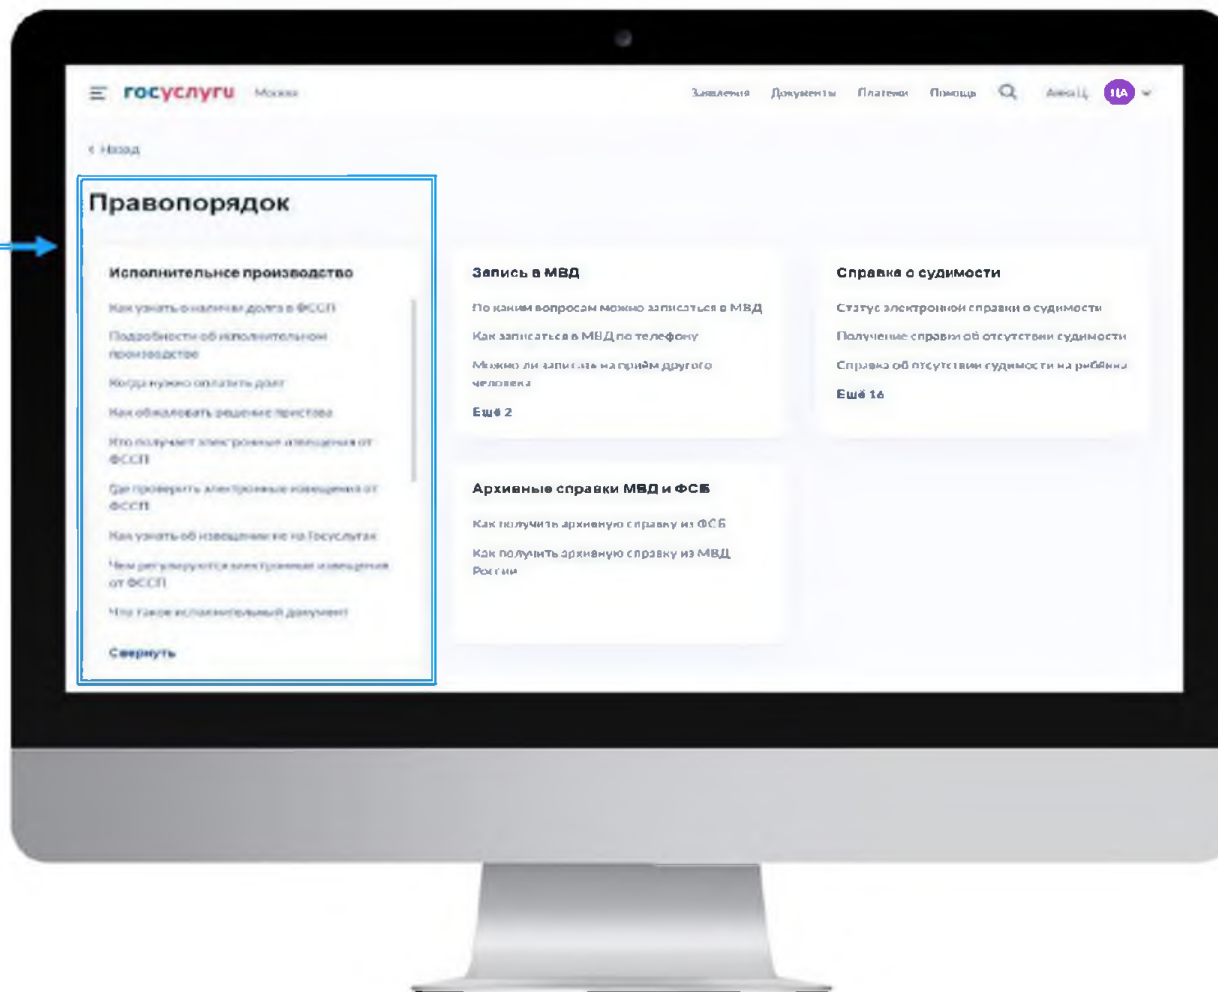 госуслуги Москва
Заявления Документы Платежи Помощь Анна Ц. ЦА
Назад
Правопорядок
Исполнительное производство
Как узнать о наличии долга в ФССП
Подробности об исполнительном
производстве
Когда нужно оплатить долг
Как обжаловать решение пристава
Кто получает электронные извещения от
ФССП
Где проверить электронные извещения от
ФССП
Как узнать об извещении не на Госуслугах
Чем регулируются электронные извещения
от ФССП
Что такое исполнительный документ
Свернуть
Запись в МВД
По каким вопросам можно записаться в МВД
Как записаться в МВД по телефону
Можно ли записать на приём другого
человека
Ещё 2
Справка о судимости
Статус электронной справки о судимости
Получение справки об отсутствии судимости
Справка об отсутствии судимости на ребёнка
Ещё 16
Архивные справки МВД и ФСБ
Как получить архивную справку из ФСБ
Как получить архивную справку из МВД
России